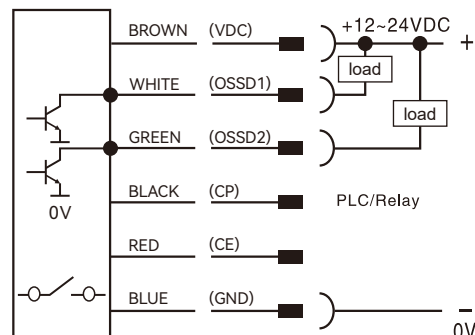 BROWN (VDC) +12~24VDC +
load
WHITE (OSSD1)
load
GREEN (OSSD2)
BLACK (CP) PLC/Relay
0V
RED (CE)
BLUE (GND) -
0V